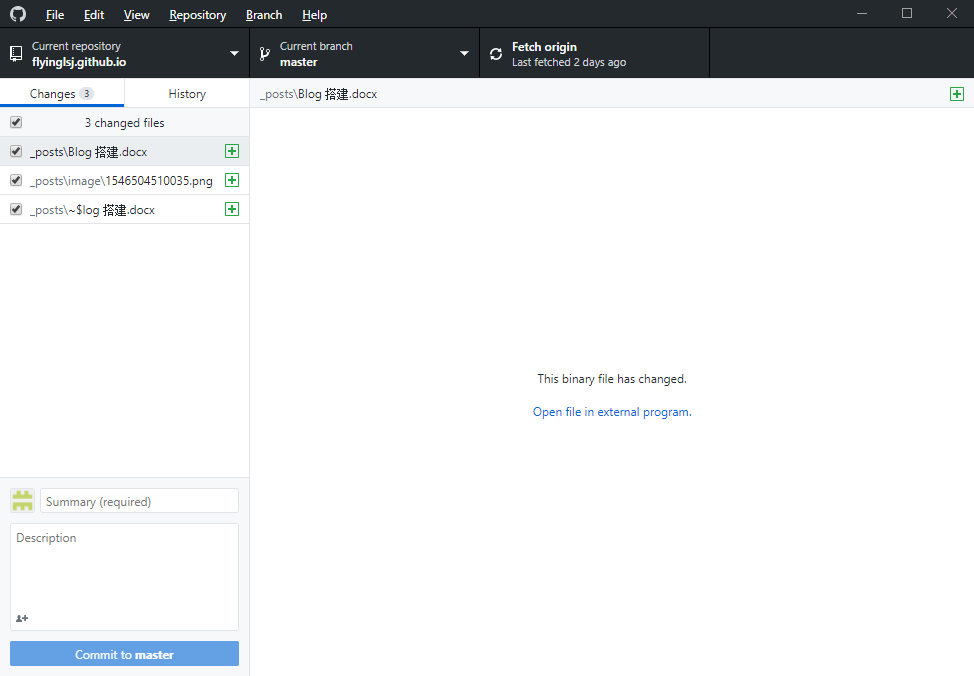 File Edit View Repository Branch Help
Current repository
flyinglsj.github.io
Current branch
master
Fetch origin
Last fetched 2 days ago
Changes 3
History
3 changed files
_posts\Blog 搭建.docx
_posts\image\1546504510035.png
_posts\~$log 搭建.docx
Summary (required)
Description
Commit to master
_posts\Blog 搭建.docx
This binary file has changed.
Open file in external program.